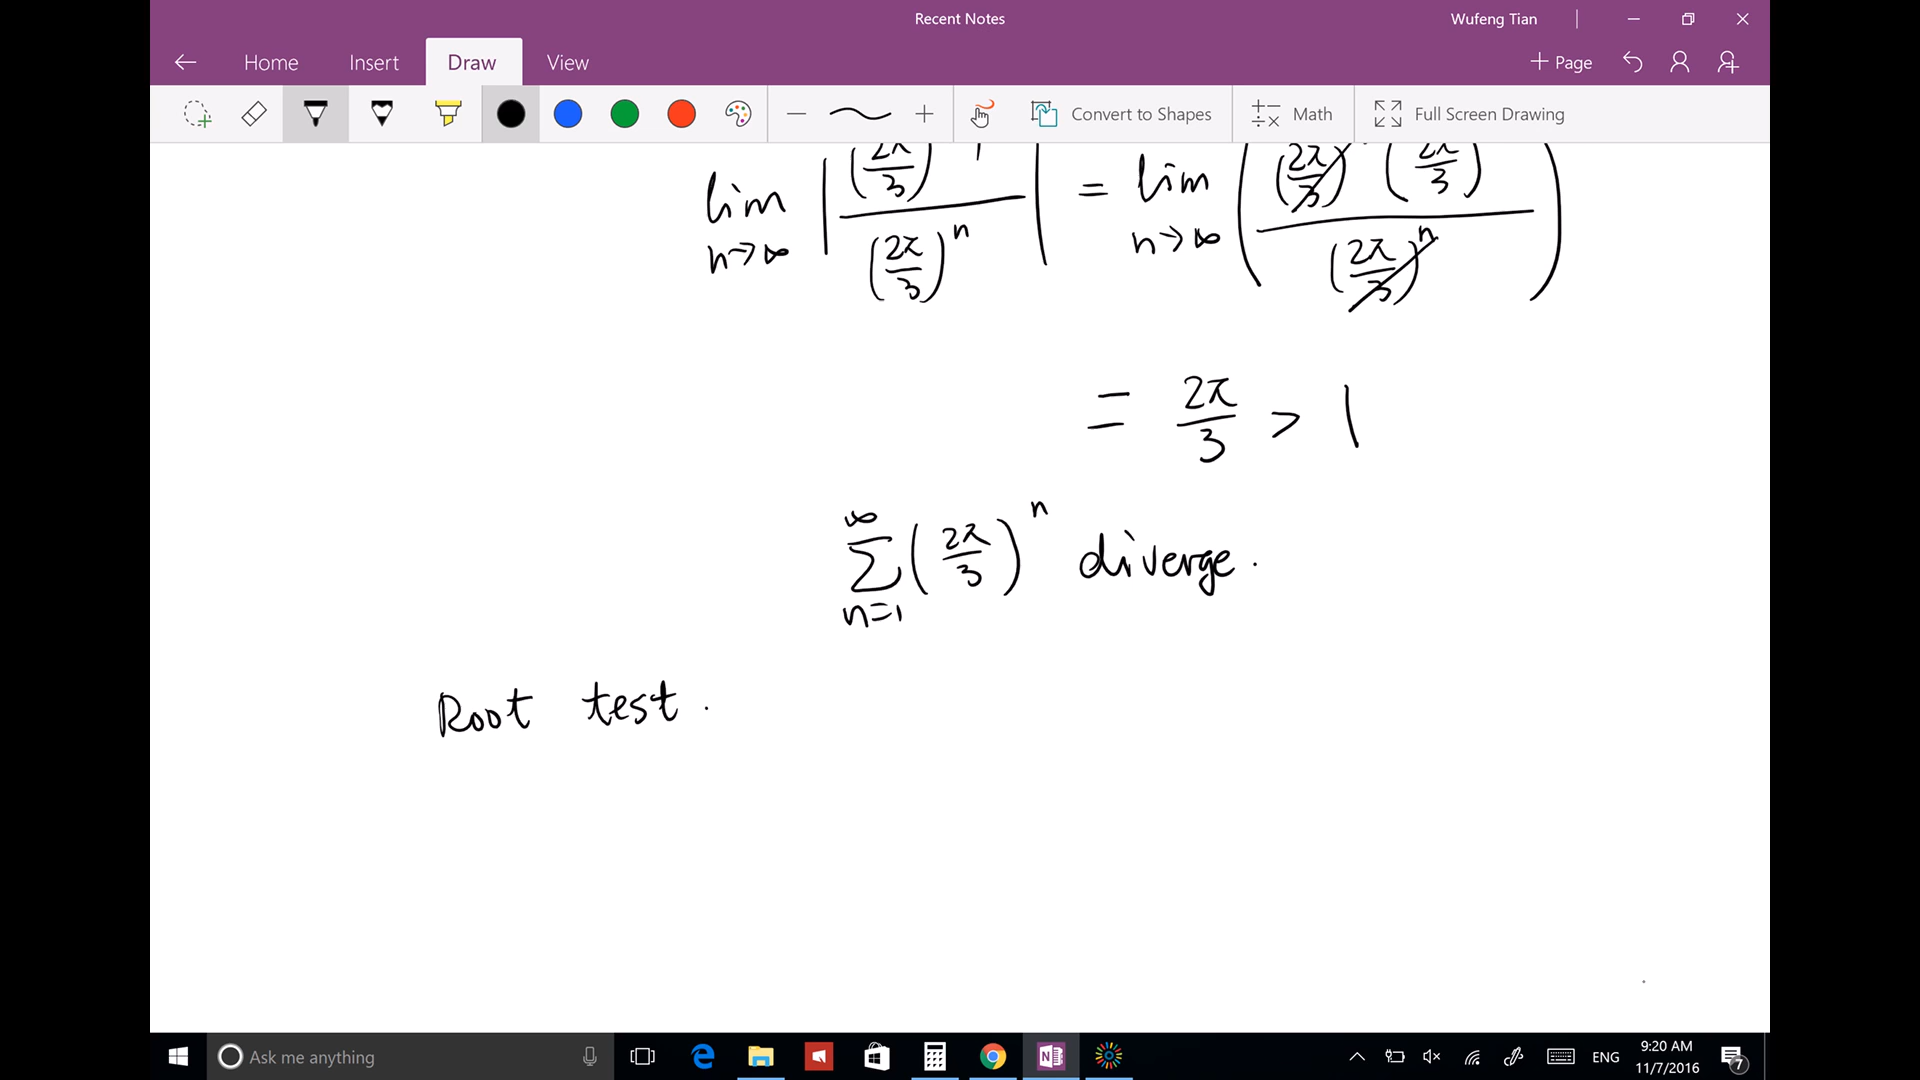 Recent Notes
Wufeng Tian
Home Insert Draw View
Page
Convert to Shapes
Math
Full Screen Drawing
lim n→∞ |(2π/3) / (2π/3)^n| = lim n→∞ ((2π/3) (2π/3) / (2π/3)^n)
= 2π/3 > 1
∑_{n=1}^{∞} (2π/3)^n diverge.
Root test.
Ask me anything
ENG
9:20 AM
11/7/2016
7